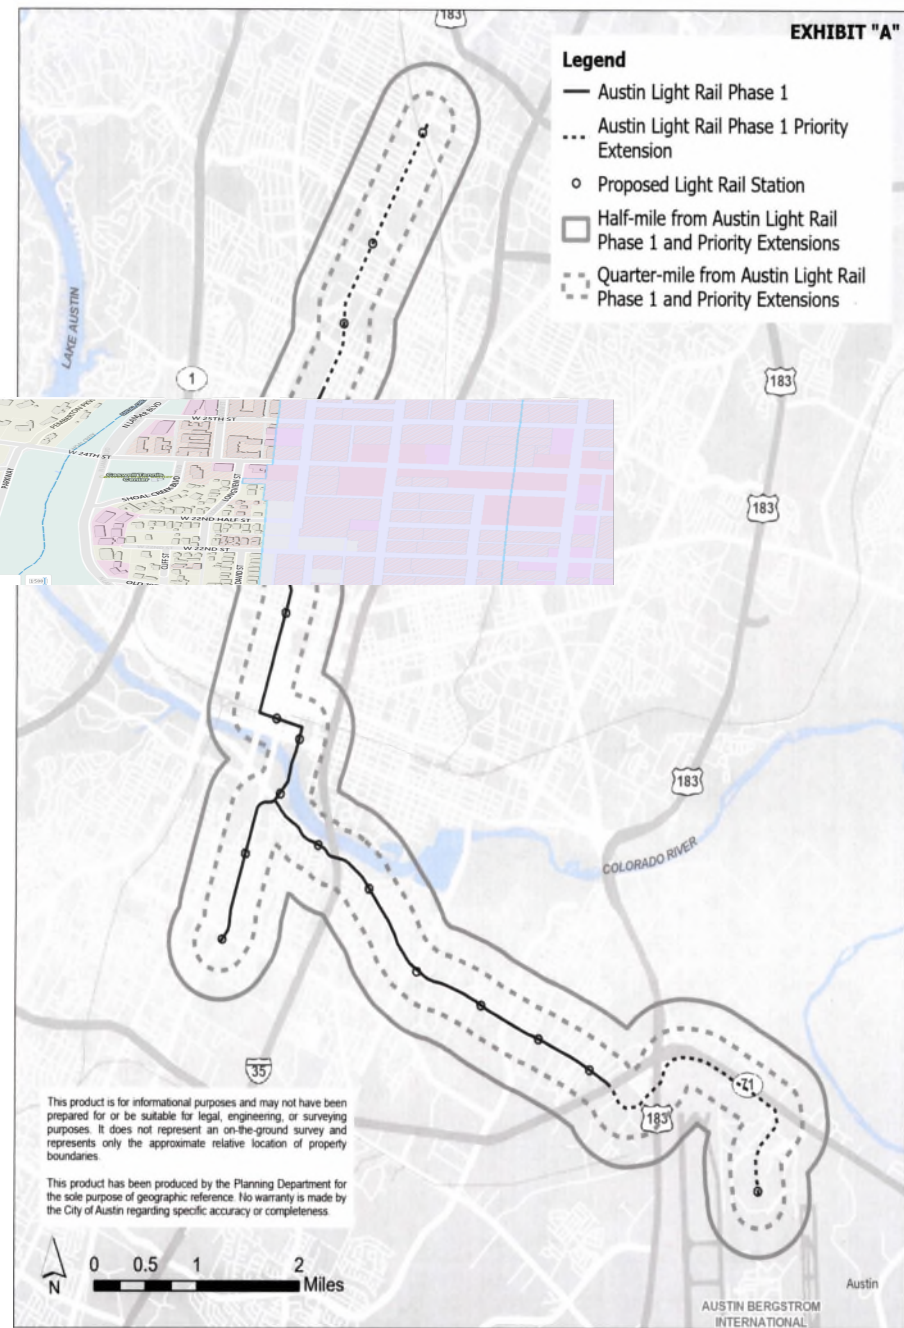 183
EXHIBIT "A"
Legend
Austin Light Rail Phase 1
Austin Light Rail Phase 1 Priority
Extension
Proposed Light Rail Station
Half-mile from Austin Light Rail
Phase 1 and Priority Extensions
Quarter-mile from Austin Light Rail
Phase 1 and Priority Extensions
LAKE AUSTIN
1
183
W 25TH ST
W 24TH ST
SHOAL CREEK BLVD
LONGVIEW ST
W 22ND HALF ST
W 22ND ST
CLIFF ST
DAVID ST
PARKWAY
183
183
COLORADO RIVER
35
71
183
This product is for informational purposes and may not have been
prepared for or be suitable for legal, engineering, or surveying
purposes. It does not represent an on-the-ground survey and
represents only the approximate relative location of property
boundaries.
This product has been produced by the Planning Department for
the sole purpose of geographic reference. No warranty is made by
the City of Austin regarding specific accuracy or completeness.
N
0 0.5 1 2
Miles
Austin
AUSTIN BERGSTROM
INTERNATIONAL